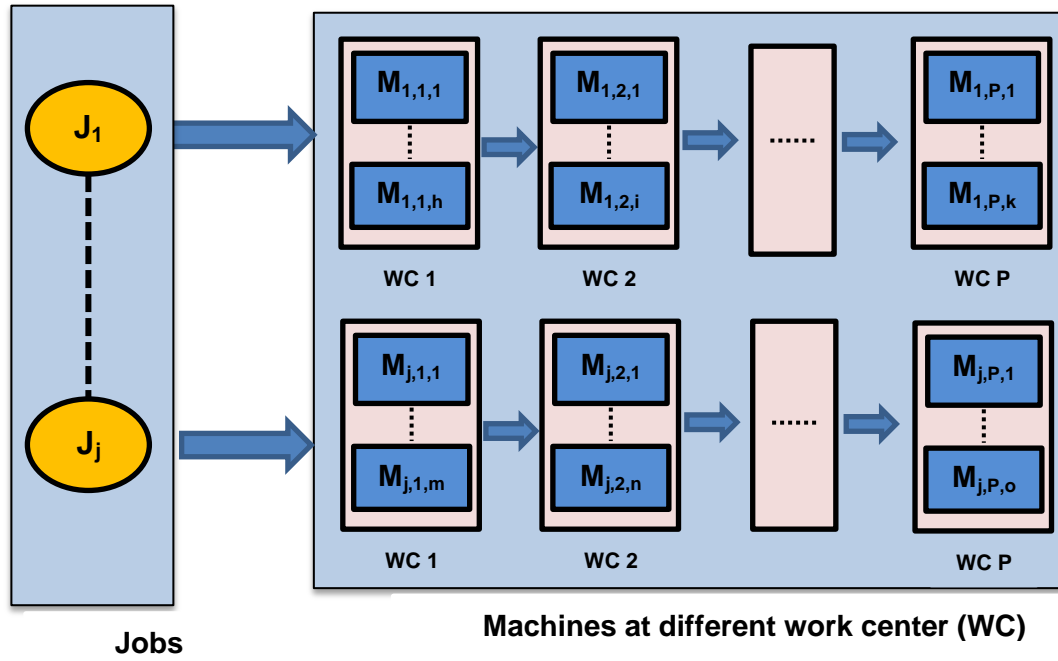 J1
Jj
Jobs
M1,1,1
M1,1,h
WC 1
M1,2,1
M1,2,i
WC 2
......
M1,P,1
M1,P,k
WC P
Mj,1,1
Mj,1,m
WC 1
Mj,2,1
Mj,2,n
WC 2
......
Mj,P,1
Mj,P,o
WC P
Machines at different work center (WC)